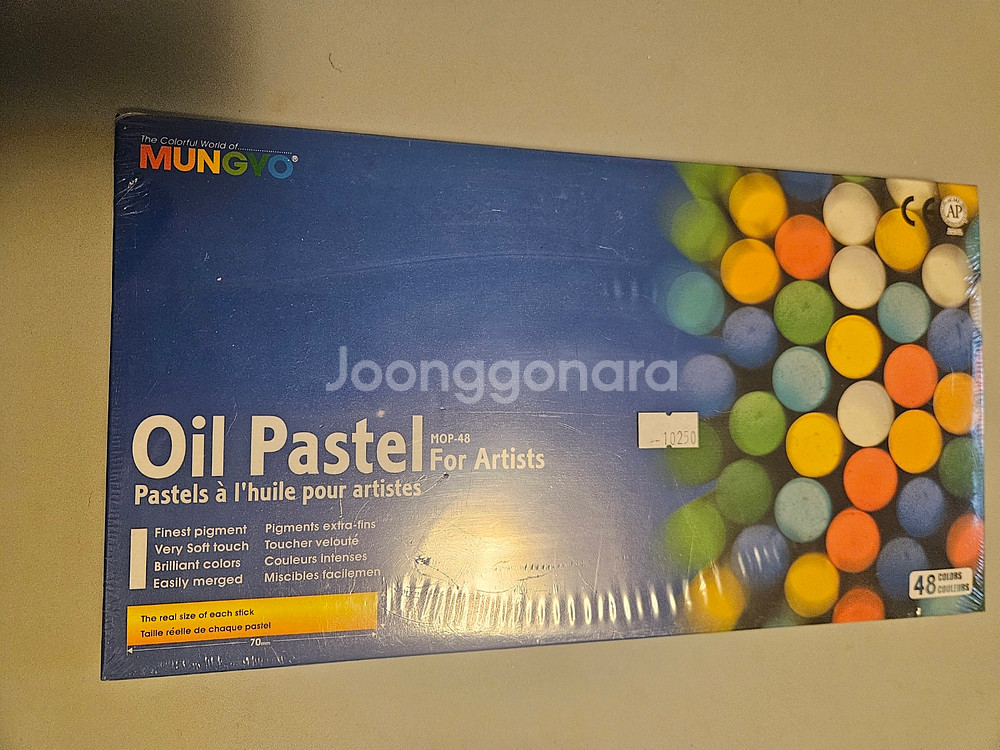 The Colorful World of
MUNGYO®
CE
AP
Joonggonara
10250
Oil Pastel
MOP-48
For Artists
Pastels à l'huile pour artistes
Finest pigment
Very Soft touch
Brilliant colors
Easily merged
Pigments extra-fins
Toucher velouté
Couleurs intenses
Miscibles facilemen
The real size of each stick
Taille réelle de chaque pastel
70mm
48 COLORS
COULEURS